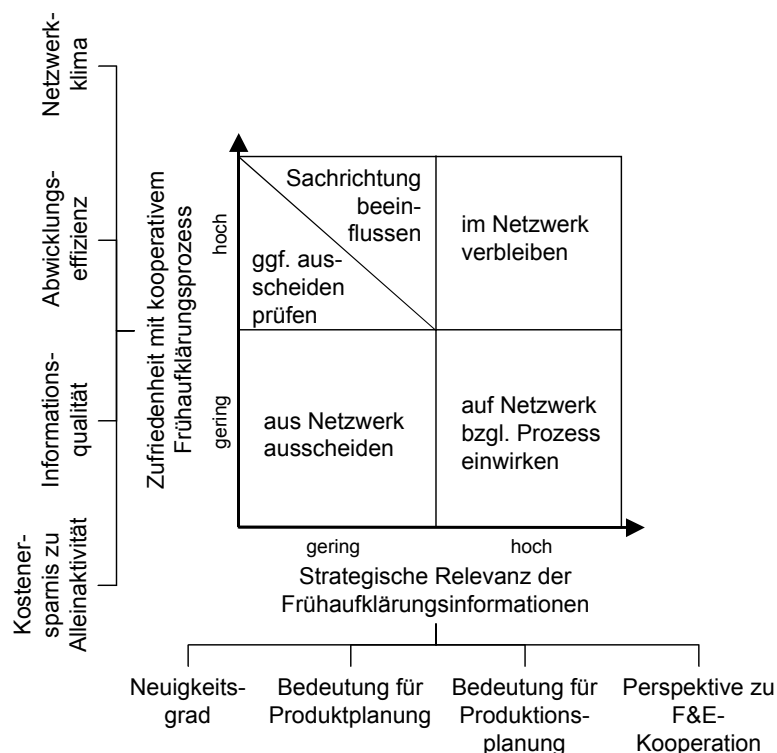 Netzwerk-
klima
Abwicklungs-
effizienz
Informations-
qualität
Kostener-
sparnis zu
Alleinaktivität
Zufriedenheit mit kooperativem
Frühaufklärungsprozess
hoch
gering
Sachrichtung
beein-
flussen
ggf. aus-
scheiden
prüfen
im Netzwerk
verbleiben
aus Netzwerk
ausscheiden
auf Netzwerk
bzgl. Prozess
einwirken
gering
hoch
Strategische Relevanz der
Frühaufklärungsinformationen
Neuigkeits-
grad
Bedeutung für
Produktplanung
Bedeutung für
Produktions-
planung
Perspektive zu
F&E-
Kooperation